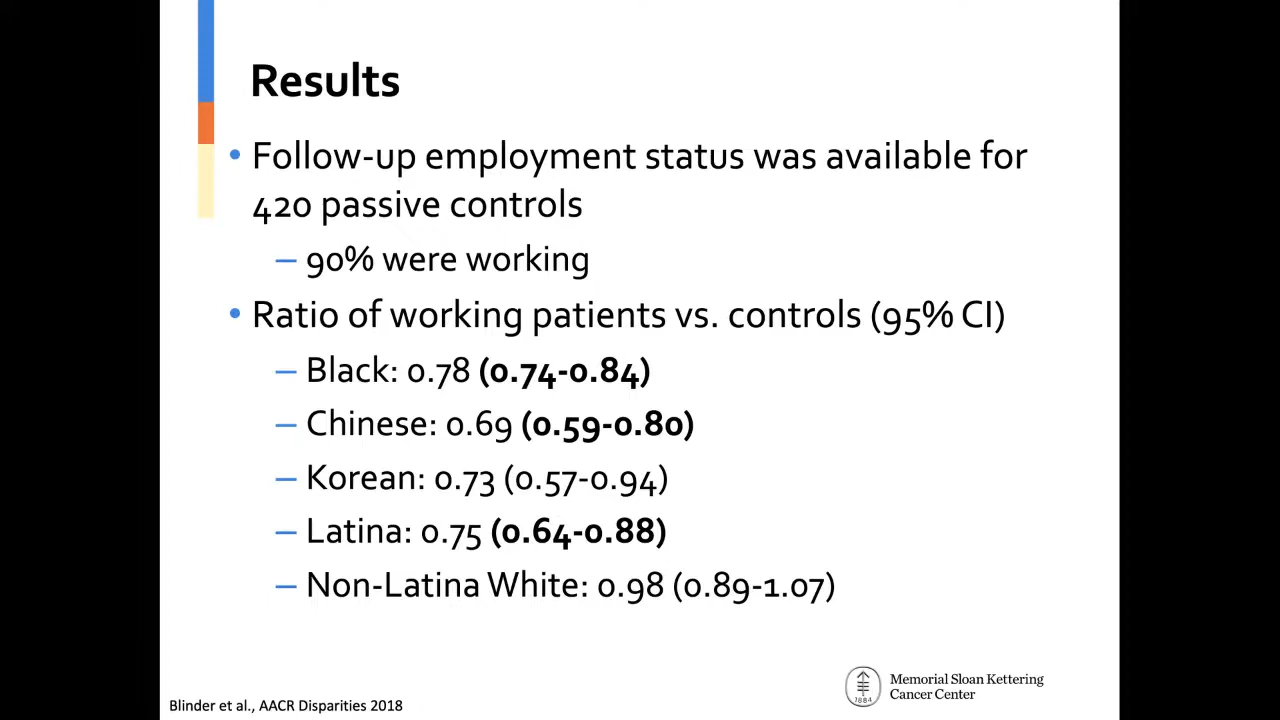 Results
• Follow-up employment status was available for
420 passive controls
– 90% were working
• Ratio of working patients vs. controls (95% CI)
– Black: 0.78 (0.74-0.84)
– Chinese: 0.69 (0.59-0.80)
– Korean: 0.73 (0.57-0.94)
– Latina: 0.75 (0.64-0.88)
– Non-Latina White: 0.98 (0.89-1.07)
Blinder et al., AACR Disparities 2018
1884
Memorial Sloan Kettering
Cancer Center